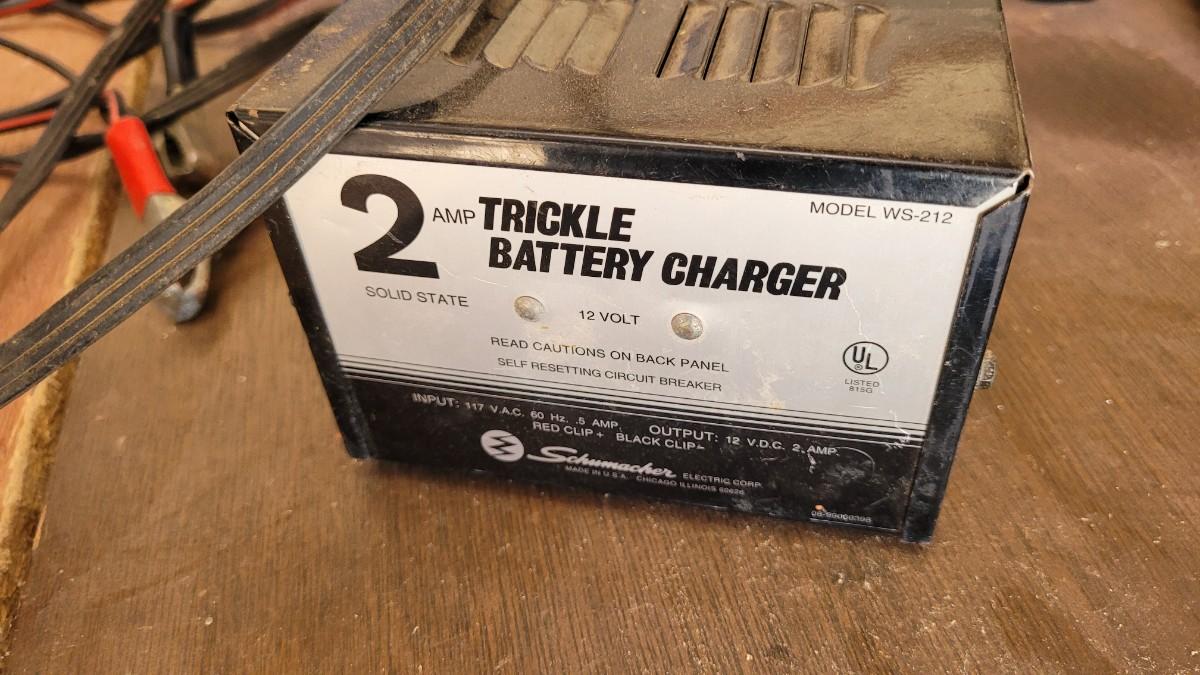 2 AMP TRICKLE
BATTERY CHARGER
MODEL WS-212
SOLID STATE
12 VOLT
READ CAUTIONS ON BACK PANEL
SELF RESETTING CIRCUIT BREAKER
UL
®
LISTED
815G
INPUT: 117 V.A.C. 60 Hz. .5 AMP. OUTPUT: 12 V.D.C. 2 AMP.
RED CLIP + BLACK CLIP-
Schumacher ELECTRIC CORP.
MADE IN U.S.A. CHICAGO ILLINOIS 60626